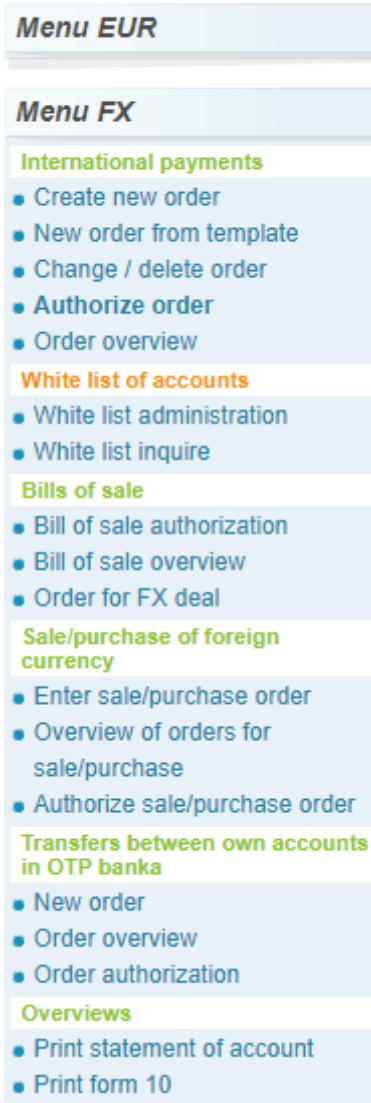 Menu EUR
Menu FX
International payments
Create new order
New order from template
Change / delete order
Authorize order
Order overview
White list of accounts
White list administration
White list inquire
Bills of sale
Bill of sale authorization
Bill of sale overview
Order for FX deal
Sale/purchase of foreign
currency
Enter sale/purchase order
Overview of orders for
sale/purchase
Authorize sale/purchase order
Transfers between own accounts
in OTP banka
New order
Order overview
Order authorization
Overviews
Print statement of account
Print form 10